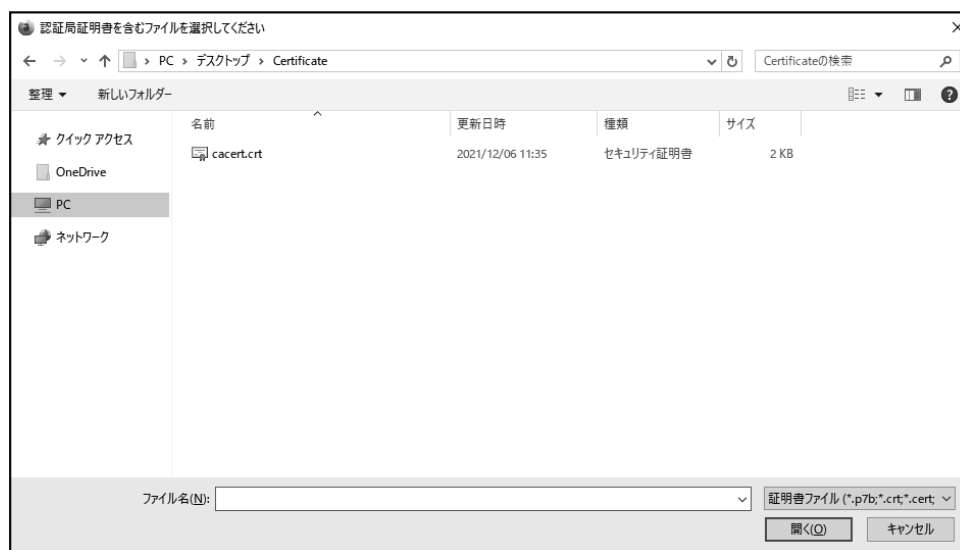 認証局証明書を含むファイルを選択してください
PC › デスクトップ › Certificate
Certificateの検索
整理 新しいフォルダー
名前 更新日時 種類 サイズ
cacert.crt 2021/12/06 11:35 セキュリティ証明書 2 KB
クイック アクセス
OneDrive
PC
ネットワーク
ファイル名(N):
証明書ファイル (*.p7b;*.crt;*.cert;
開く(O) キャンセル